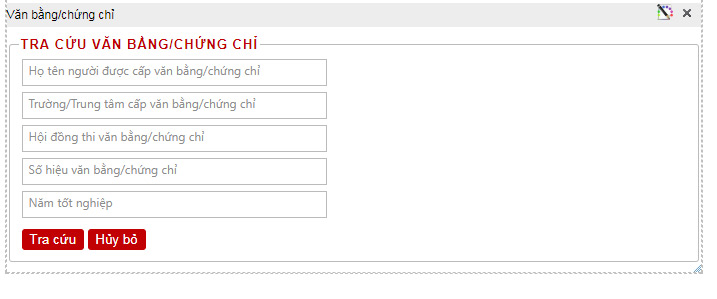 Văn bằng/chứng chỉ
TRA CỨU VĂN BẰNG/CHỨNG CHỈ
Họ tên người được cấp văn bằng/chứng chỉ
Trường/Trung tâm cấp văn bằng/chứng chỉ
Hội đồng thi văn bằng/chứng chỉ
Số hiệu văn bằng/chứng chỉ
Năm tốt nghiệp
Tra cứu Hủy bỏ